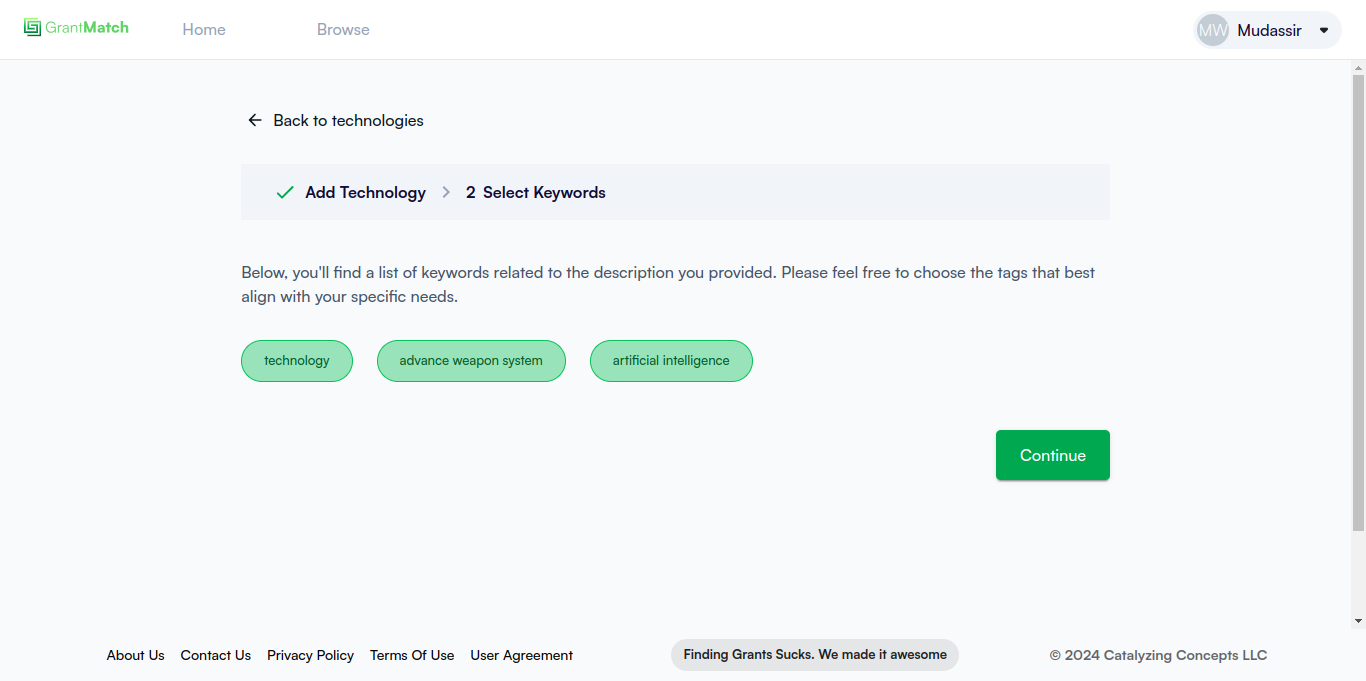 GrantMatch Home Browse MW Mudassir
Back to technologies
Add Technology 2 Select Keywords
Below, you'll find a list of keywords related to the description you provided. Please feel free to choose the tags that best
align with your specific needs.
technology advance weapon system artificial intelligence
Continue
About Us Contact Us Privacy Policy Terms Of Use User Agreement Finding Grants Sucks. We made it awesome © 2024 Catalyzing Concepts LLC